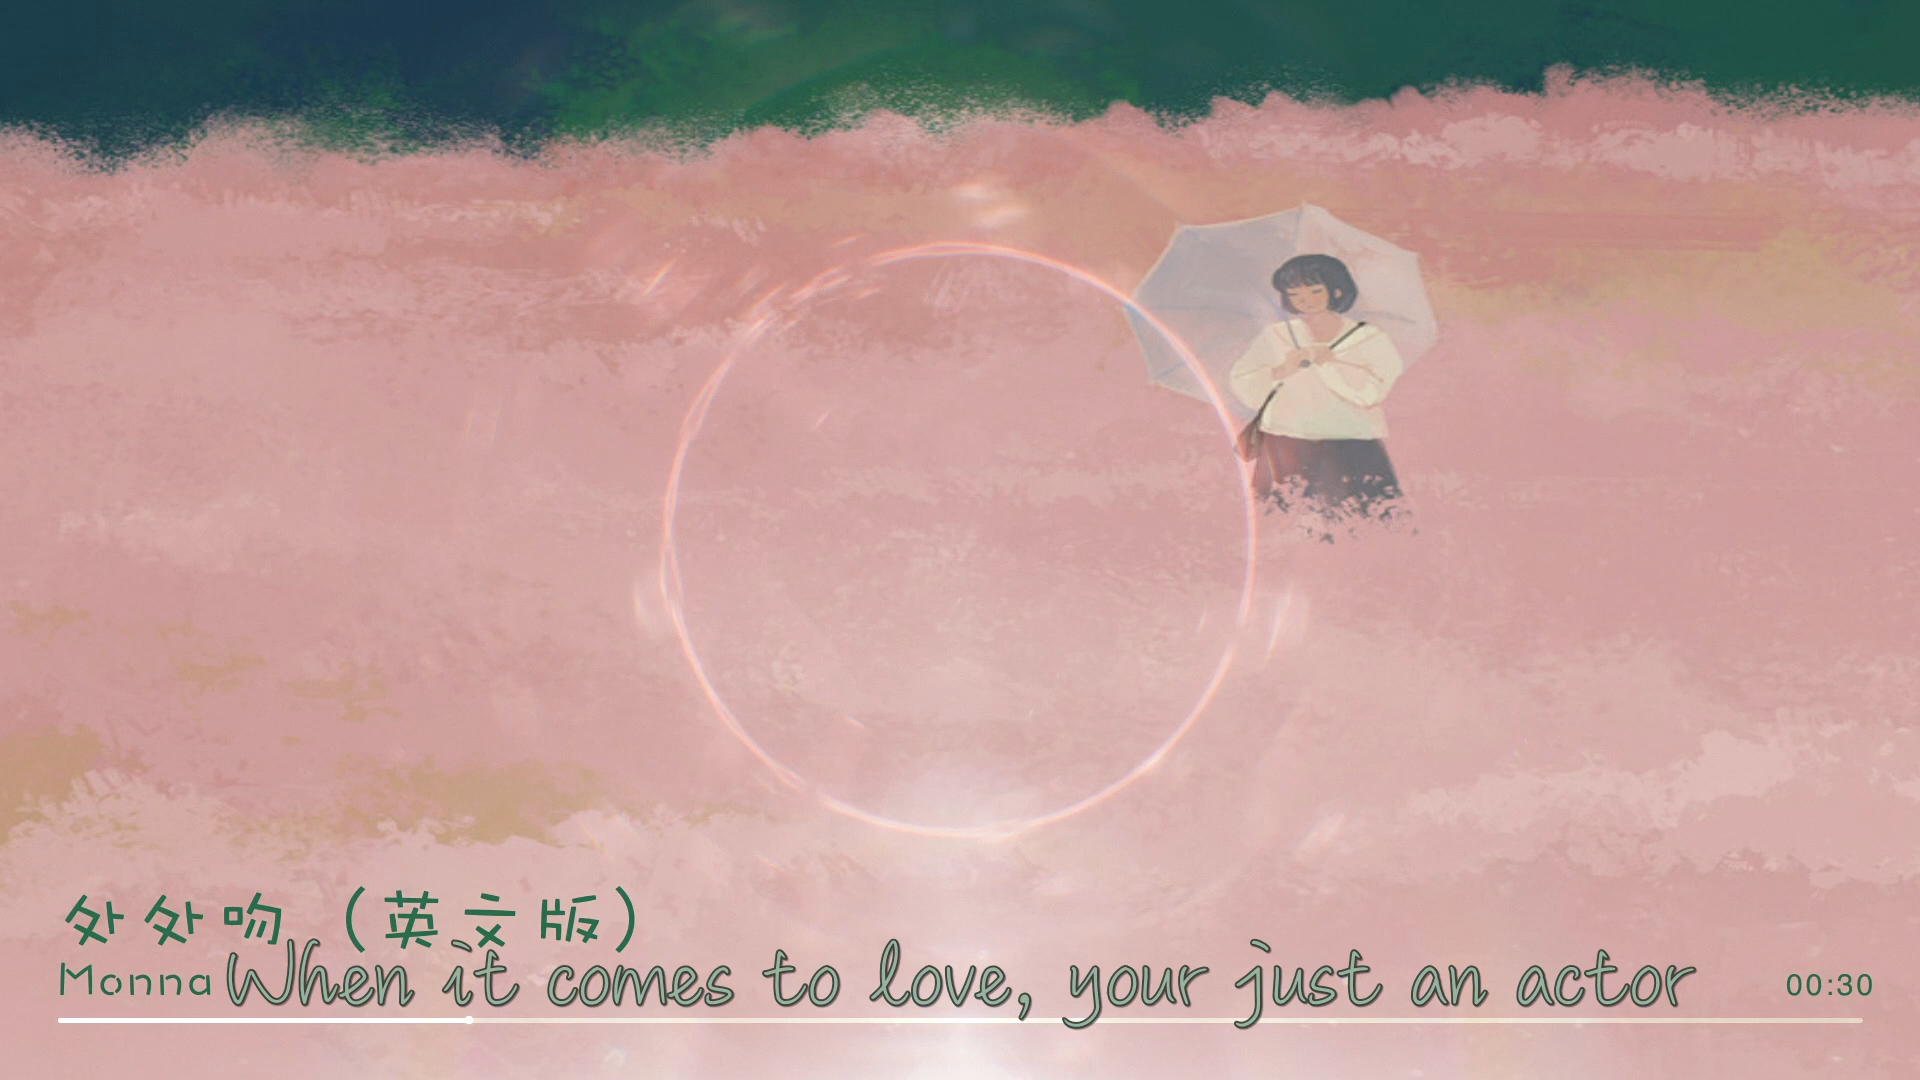 处处吻（英文版）
Monna
When it comes to love, your just an actor
00:30